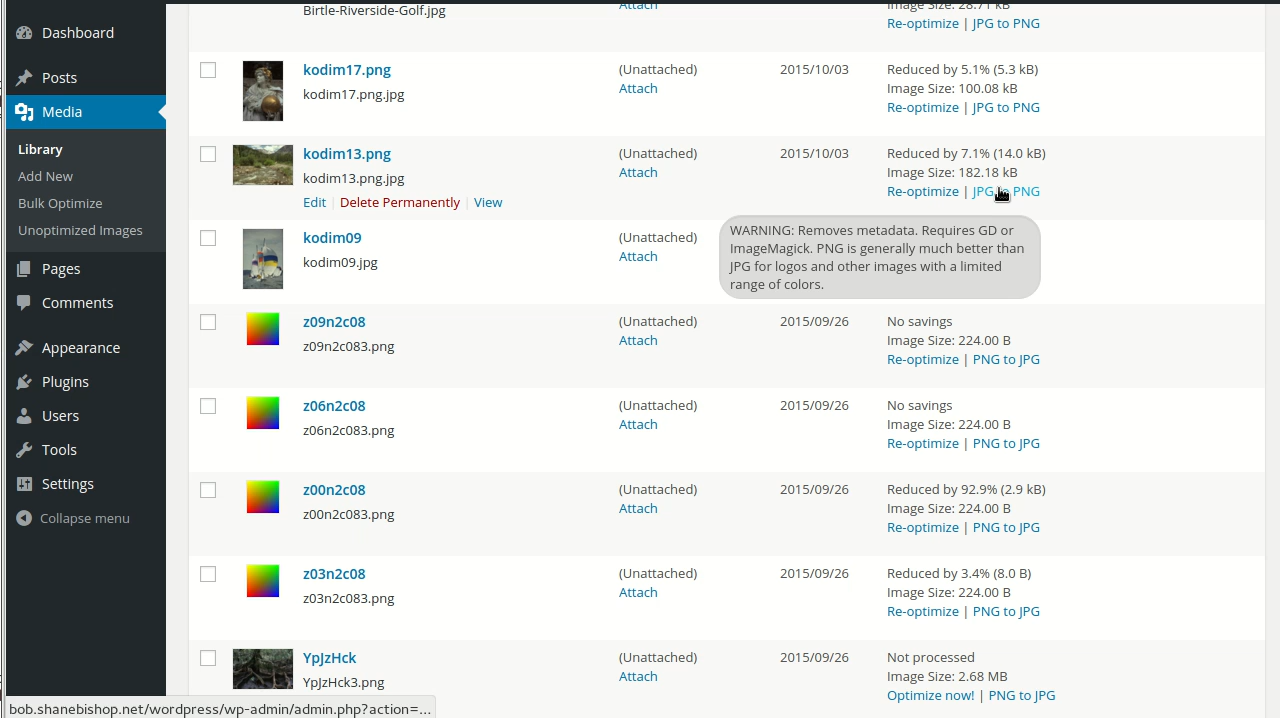 Dashboard
Posts
Media
Library
Add New
Bulk Optimize
Unoptimized Images
Pages
Comments
Appearance
Plugins
Users
Tools
Settings
Collapse menu
Birtle-Riverside-Golf.jpg
Attach
Image Size: 28.71 kB
Re-optimize | JPG to PNG
kodim17.png
kodim17.png.jpg
(Unattached)
Attach
2015/10/03
Reduced by 5.1% (5.3 kB)
Image Size: 100.08 kB
Re-optimize | JPG to PNG
kodim13.png
kodim13.png.jpg
Edit | Delete Permanently | View
(Unattached)
Attach
2015/10/03
Reduced by 7.1% (14.0 kB)
Image Size: 182.18 kB
Re-optimize | JPG to PNG
kodim09
kodim09.jpg
(Unattached)
Attach
WARNING: Removes metadata. Requires GD or
ImageMagick. PNG is generally much better than
JPG for logos and other images with a limited
range of colors.
z09n2c08
z09n2c083.png
(Unattached)
Attach
2015/09/26
No savings
Image Size: 224.00 B
Re-optimize | PNG to JPG
z06n2c08
z06n2c083.png
(Unattached)
Attach
2015/09/26
No savings
Image Size: 224.00 B
Re-optimize | PNG to JPG
z00n2c08
z00n2c083.png
(Unattached)
Attach
2015/09/26
Reduced by 92.9% (2.9 kB)
Image Size: 224.00 B
Re-optimize | PNG to JPG
z03n2c08
z03n2c083.png
(Unattached)
Attach
2015/09/26
Reduced by 3.4% (8.0 B)
Image Size: 224.00 B
Re-optimize | PNG to JPG
YpJzHck
YpJzHck3.png
(Unattached)
Attach
2015/09/26
Not processed
Image Size: 2.68 MB
Optimize now! | PNG to JPG
bob.shanebishop.net/wordpress/wp-admin/admin.php?action=...